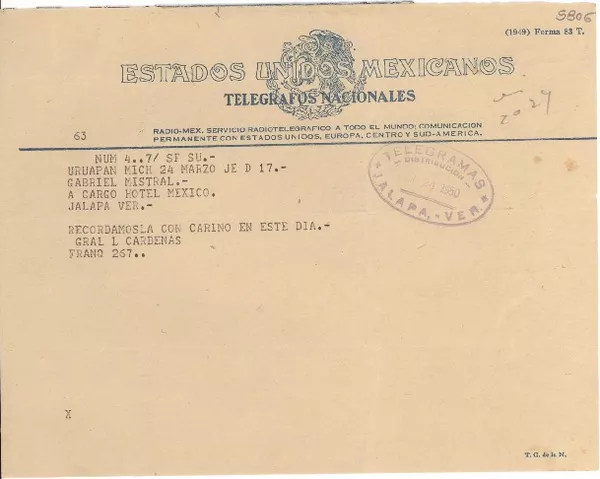 5806
(1949) Forma 83 T.
ESTADOS UNIDOS MEXICANOS
TELEGRAFOS NACIONALES
63
RADIO-MEX. SERVICIO RADIOTELEGRAFICO A TODO EL MUNDO; COMUNICACION
PERMANENTE CON ESTADOS UNIDOS, EUROPA, CENTRO Y SUD-AMERICA.
NUM 4..7/ SF SU.-
URUAPAN MICH 24 MARZO JE D 17.-
GABRIEL MISTRAL.-
A CARGO HOTEL MEXICO.
JALAPA VER.-
TELEGRAMAS
DISTRIBUCION
JALAPA,-VER.
RECORDAMOSLA CON CARINO EN ESTE DIA.-
GRAL L CARDENAS
FRANQ 267..
X
T. G. de la M.